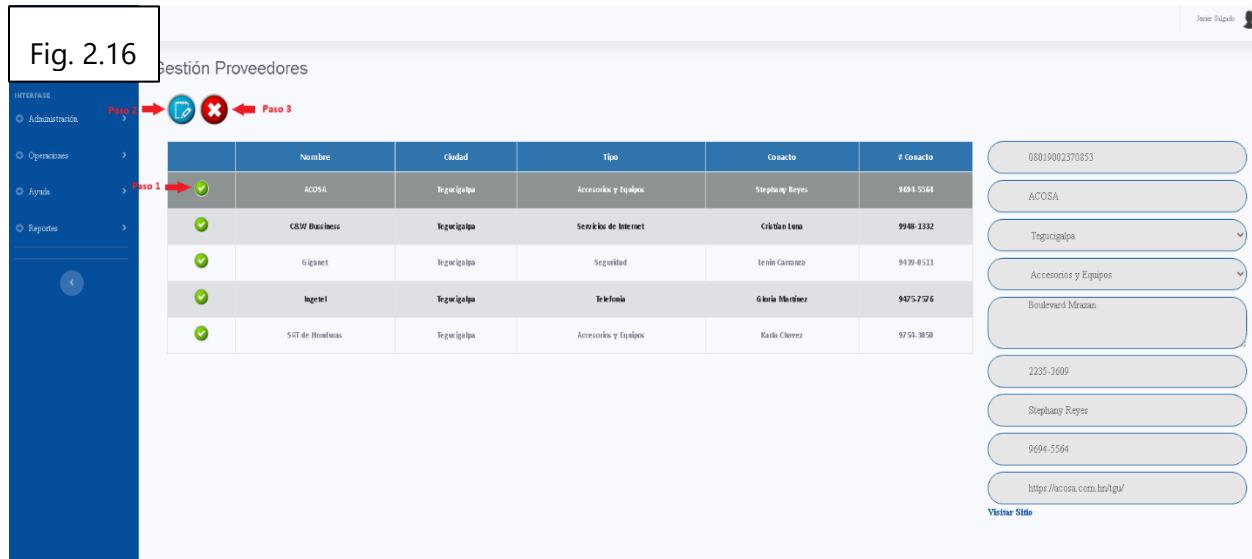 Javier Salgado
Fig. 2.16
Gestión Proveedores
INTERFASE
Administración
Operaciones
Ayuda
Reportes
Paso 2
Paso 3
Paso 1
Nombre Ciudad Tipo Conacto # Conacto
ACOSA Tegucigalpa Accesorios y Equipos Stephany Reyes 9694-5564
C&W Bussiness Tegucigalpa Servicios de Internet Cristian Luna 9948-1332
Giganet Tegucigalpa Seguridad Lenin Carranza 9439-0511
Ingetel Tegucigalpa Telefonia Gloria Martínez 9475-7576
SAT de Honduras Tegucigalpa Accesorios y Equipos Karla Chavez 9754-3850
08019002370853
ACOSA
Tegucigalpa
Accesorios y Equipos
Boulevard Mrazan
2235-3609
Stephany Reyes
9694-5564
https://acosa.com.hn/tgu/
Visitar Sitio